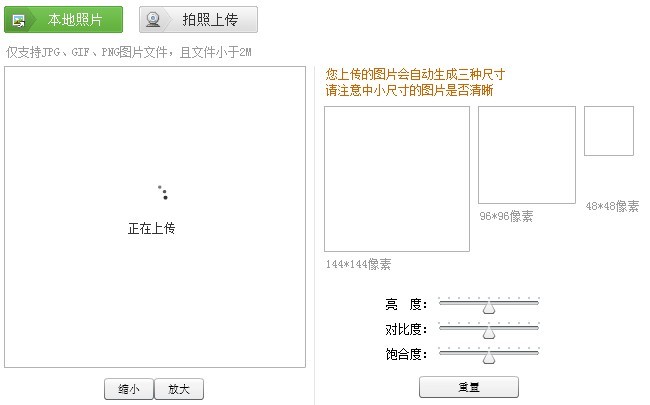 本地照片
拍照上传
仅支持JPG、GIF、PNG图片文件，且文件小于2M
正在上传
缩小
放大
您上传的图片会自动生成三种尺寸
请注意中小尺寸的图片是否清晰
144*144像素
96*96像素
48*48像素
亮 度：
对比度：
饱合度：
重置